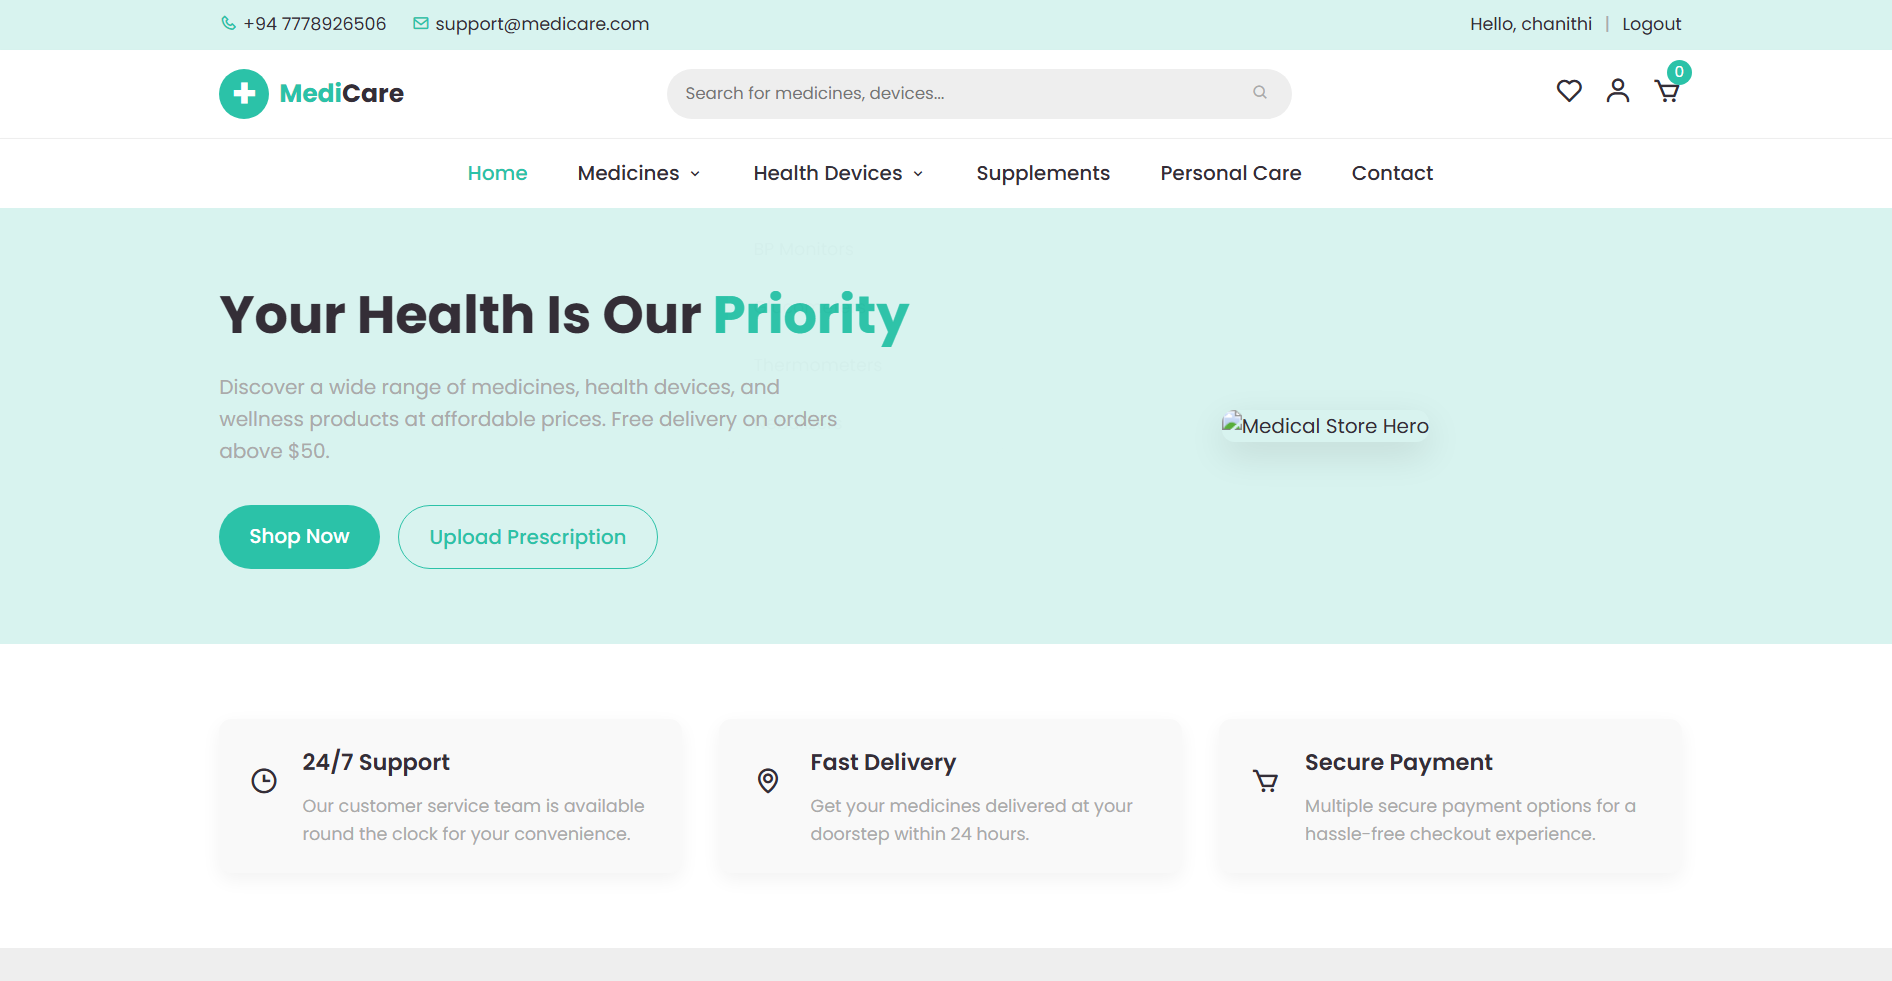 +94 7778926506 support@medicare.com Hello, chanithi | Logout
MediCare Search for medicines, devices... 0
Home Medicines Health Devices Supplements Personal Care Contact
Your Health Is Our Priority
Thermometers
Discover a wide range of medicines, health devices, and
wellness products at affordable prices. Free delivery on orders
above $50.
Medical Store Hero
Shop Now Upload Prescription
24/7 Support
Our customer service team is available
round the clock for your convenience.
Fast Delivery
Get your medicines delivered at your
doorstep within 24 hours.
Secure Payment
Multiple secure payment options for a
hassle-free checkout experience.